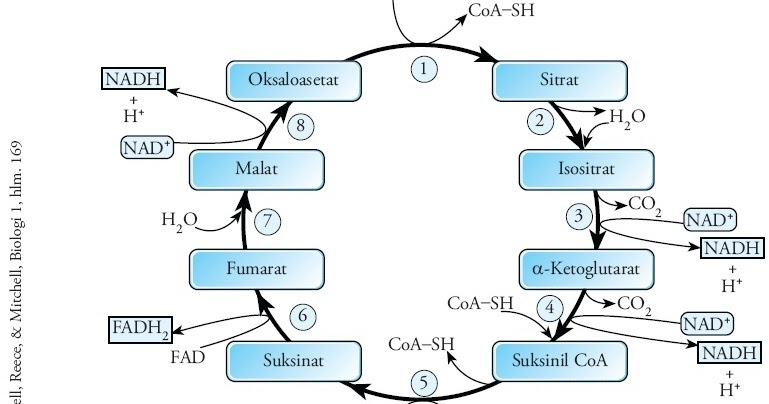 CoA–SH
1
Oksaloasetat
Sitrat
NADH
+
H⁺
NAD⁺
8
2
H₂O
Malat
Isositrat
3
CO₂
NAD⁺
NADH
+
H⁺
H₂O
7
Fumarat
α-Ketoglutarat
CoA–SH
4
CO₂
NAD⁺
NADH
+
H⁺
FADH₂
FAD
6
CoA–SH
Suksinat
Suksinil CoA
5
Reece, & Mitchell, Biologi 1, hlm. 169